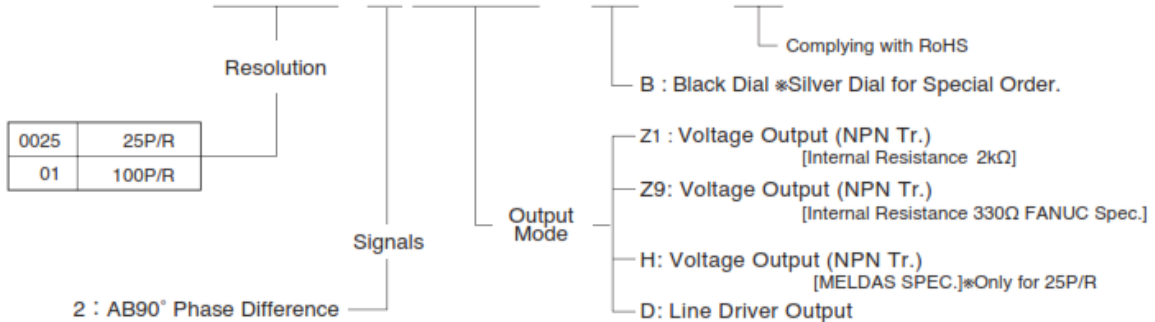 Complying with RoHS
Resolution
B : Black Dial ※Silver Dial for Special Order.
0025 25P/R
01 100P/R
Z1 : Voltage Output (NPN Tr.)
[Internal Resistance 2kΩ]
Z9: Voltage Output (NPN Tr.)
[Internal Resistance 330Ω FANUC Spec.]
Output
Mode
Signals
H: Voltage Output (NPN Tr.)
[MELDAS SPEC.]※Only for 25P/R
2：AB90° Phase Difference
D: Line Driver Output